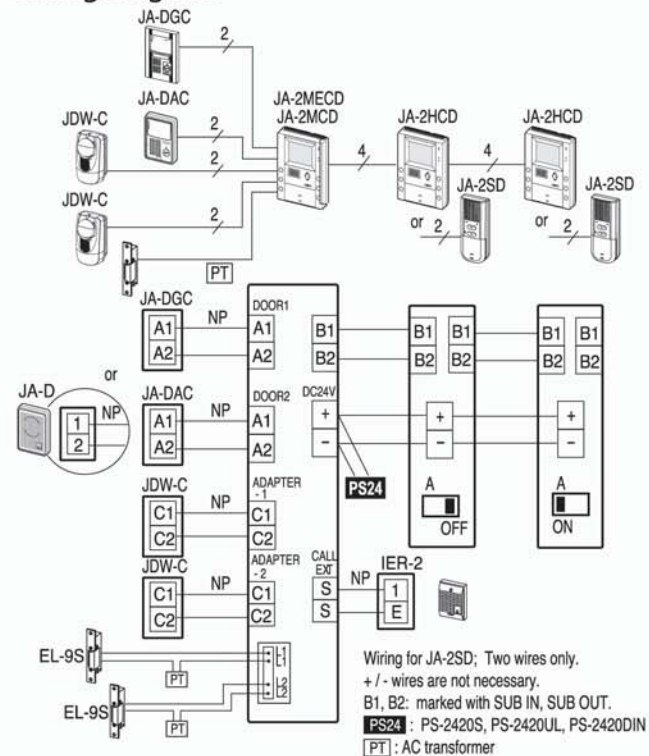 JA-DGC
2
JA-DAC
JA-2MECD
JA-2MCD
JA-2HCD
JA-2HCD
JDW-C
2
2
4
4
JDW-C
JA-2SD
JA-2SD
2
or 2
or 2
PT
JA-DGC
NP
DOOR1
A1
A1
B1
B1
B1
B1
B1
A2
A2
B2
B2
B2
B2
B2
or
JA-D
NP
1
2
JA-DAC
NP
DOOR2
DC24V
A1
A1
+
+
+
A2
A2
−
−
−
PS24
A
OFF
A
ON
JDW-C
NP
ADAPTER
- 1
C1
C1
C2
C2
JDW-C
NP
ADAPTER
- 2
CALL
EXT
IER-2
C1
C1
S
NP
1
C2
C2
S
E
EL-9S
L1
L1
PT
L2
L2
EL-9S
PT
Wiring for JA-2SD; Two wires only.
+ / - wires are not necessary.
B1, B2: marked with SUB IN, SUB OUT.
PS24 : PS-2420S, PS-2420UL, PS-2420DIN
PT : AC transformer